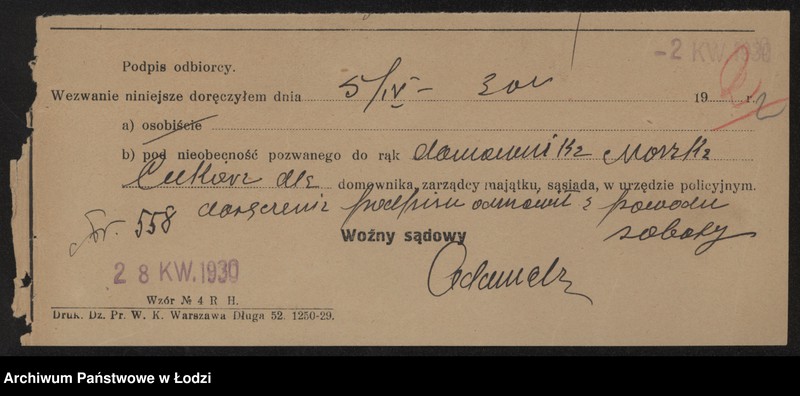 -2 KW. 1930
Podpis odbiorcy.
Wezwanie niniejsze doręczyłem dnia 5/IV- 30 r 19 r.
2
a) osobiście
b) pod nieobecność pozwanego do rąk domownika Moszka
Cukier dla domownika, zarządcy majątku, sąsiada, w urzędzie policyjnym.
doręczenia podpisu odmówił z powodu
soboty
Nr. 558
Woźny sądowy
28 KW. 1930
Wzór № 4 R H.
Druk. Dz. Pr. W. K. Warszawa Długa 52. 1250-29.
Archiwum Państwowe w Łodzi